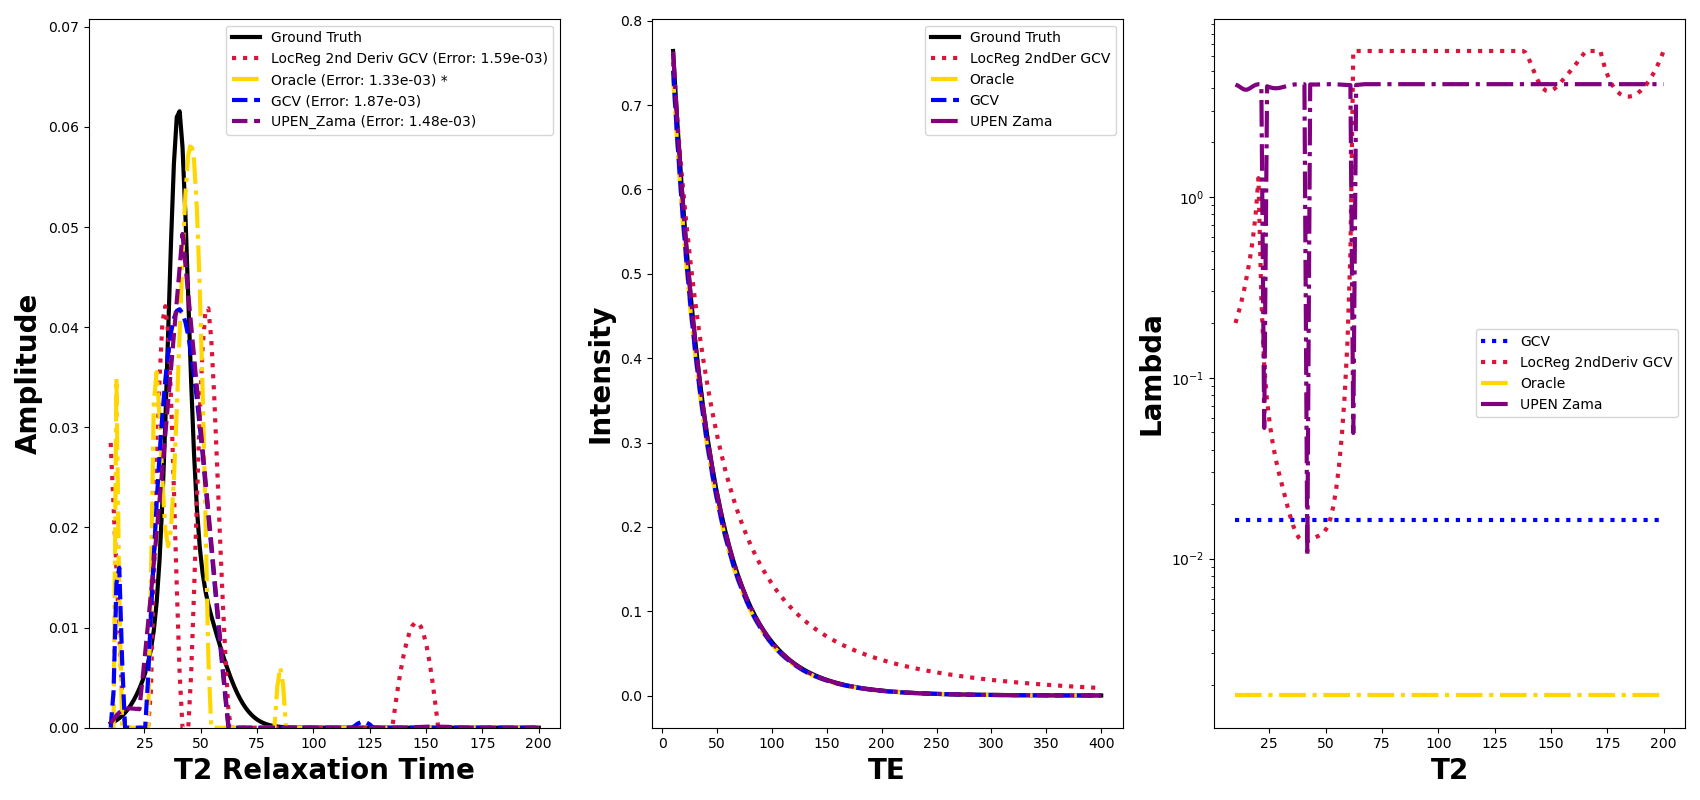 0.07
0.06
0.05
0.04
0.03
0.02
0.01
0.00
Amplitude
25 50 75 100 125 150 175 200
T2 Relaxation Time
Ground Truth
LocReg 2nd Deriv GCV (Error: 1.59e-03)
Oracle (Error: 1.33e-03) *
GCV (Error: 1.87e-03)
UPEN_Zama (Error: 1.48e-03)
0.8
0.7
0.6
0.5
0.4
0.3
0.2
0.1
0.0
Intensity
0 50 100 150 200 250 300 350 400
TE
Ground Truth
LocReg 2ndDer GCV
Oracle
GCV
UPEN Zama
10⁰
10⁻¹
10⁻²
Lambda
25 50 75 100 125 150 175 200
T2
GCV
LocReg 2ndDeriv GCV
Oracle
UPEN Zama